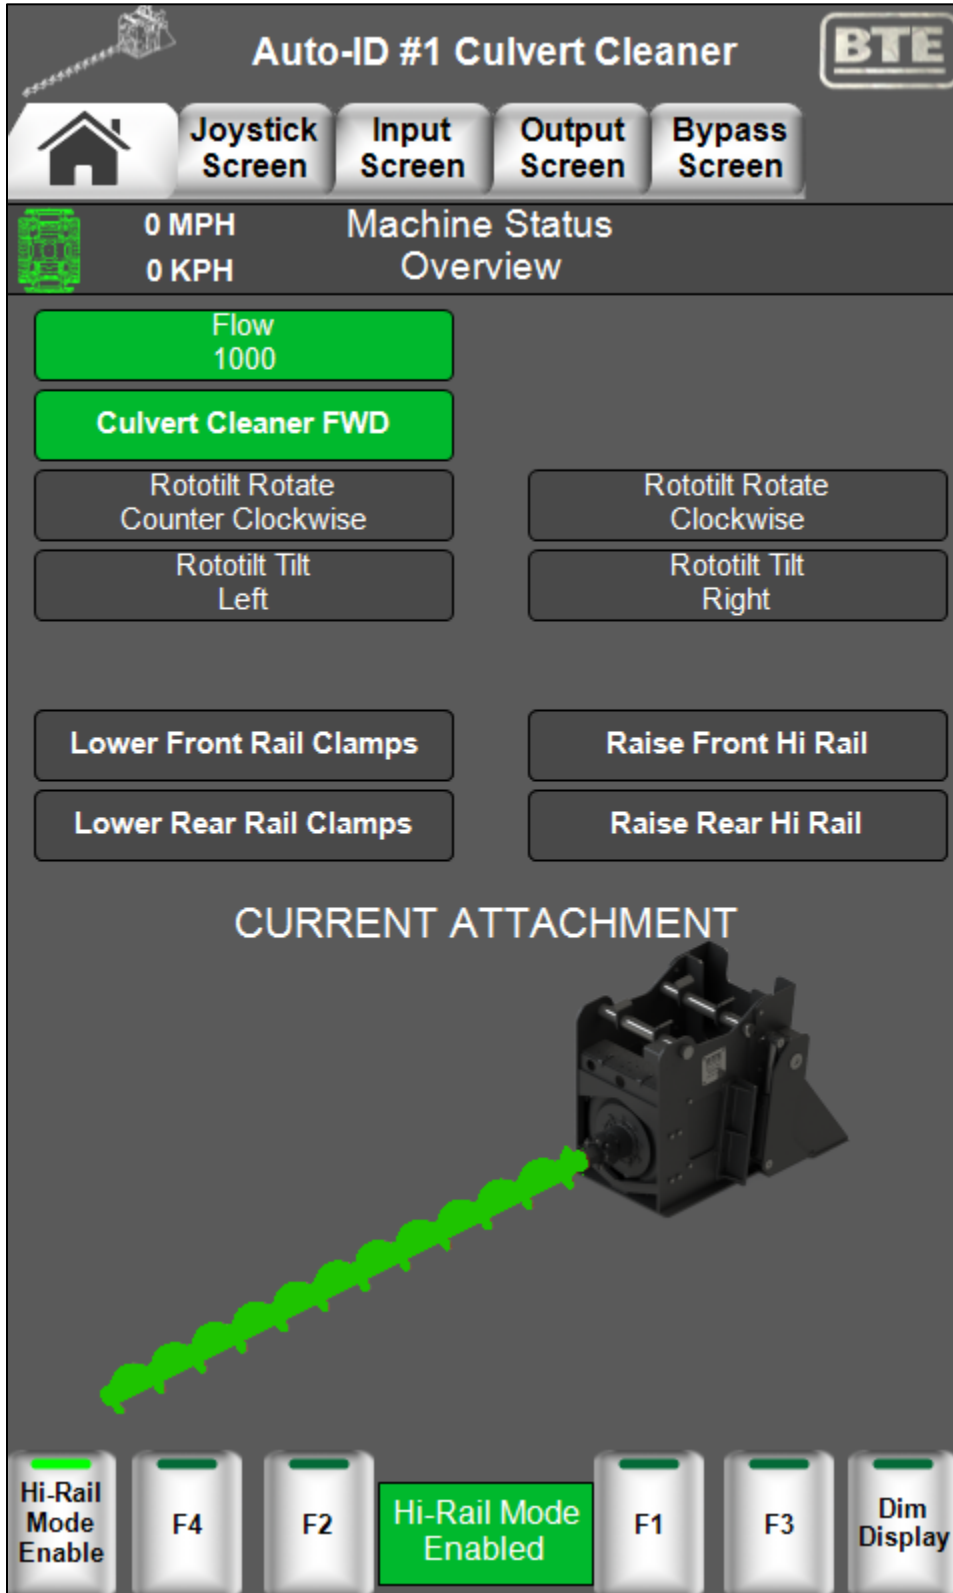 Auto-ID #1 Culvert Cleaner
BTE
Joystick
Screen
Input
Screen
Output
Screen
Bypass
Screen
0 MPH
0 KPH
Machine Status
Overview
Flow
1000
Culvert Cleaner FWD
Rototilt Rotate
Counter Clockwise
Rototilt Rotate
Clockwise
Rototilt Tilt
Left
Rototilt Tilt
Right
Lower Front Rail Clamps
Raise Front Hi Rail
Lower Rear Rail Clamps
Raise Rear Hi Rail
CURRENT ATTACHMENT
Hi-Rail
Mode
Enable
F4
F2
Hi-Rail Mode
Enabled
F1
F3
Dim
Display